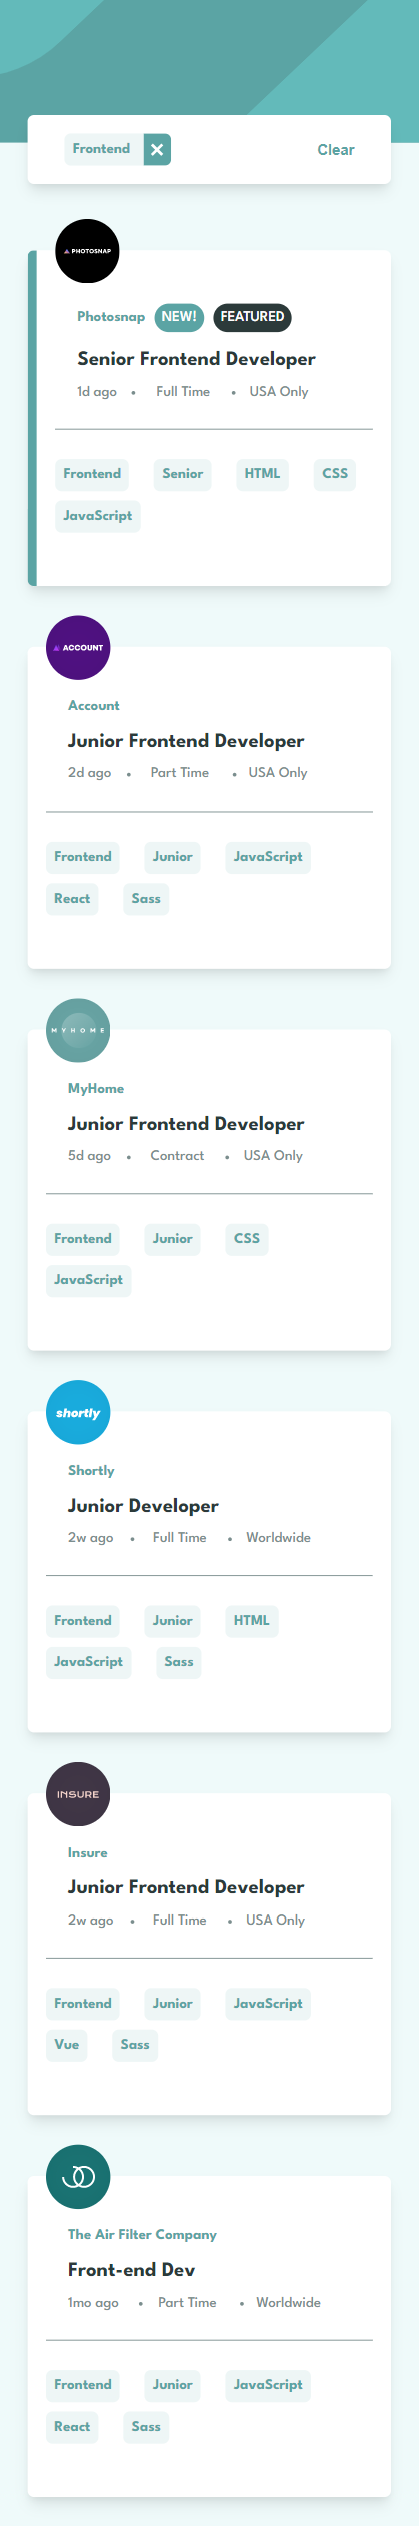 Frontend Clear
PHOTOSNAP
Photosnap NEW! FEATURED
Senior Frontend Developer
1d ago • Full Time • USA Only
Frontend Senior HTML CSS
JavaScript
ACCOUNT
Account
Junior Frontend Developer
2d ago • Part Time • USA Only
Frontend Junior JavaScript
React Sass
MYHOME
MyHome
Junior Frontend Developer
5d ago • Contract • USA Only
Frontend Junior CSS
JavaScript
shortly
Shortly
Junior Developer
2w ago • Full Time • Worldwide
Frontend Junior HTML
JavaScript Sass
INSURE
Insure
Junior Frontend Developer
2w ago • Full Time • USA Only
Frontend Junior JavaScript
Vue Sass
The Air Filter Company
Front-end Dev
1mo ago • Part Time • Worldwide
Frontend Junior JavaScript
React Sass